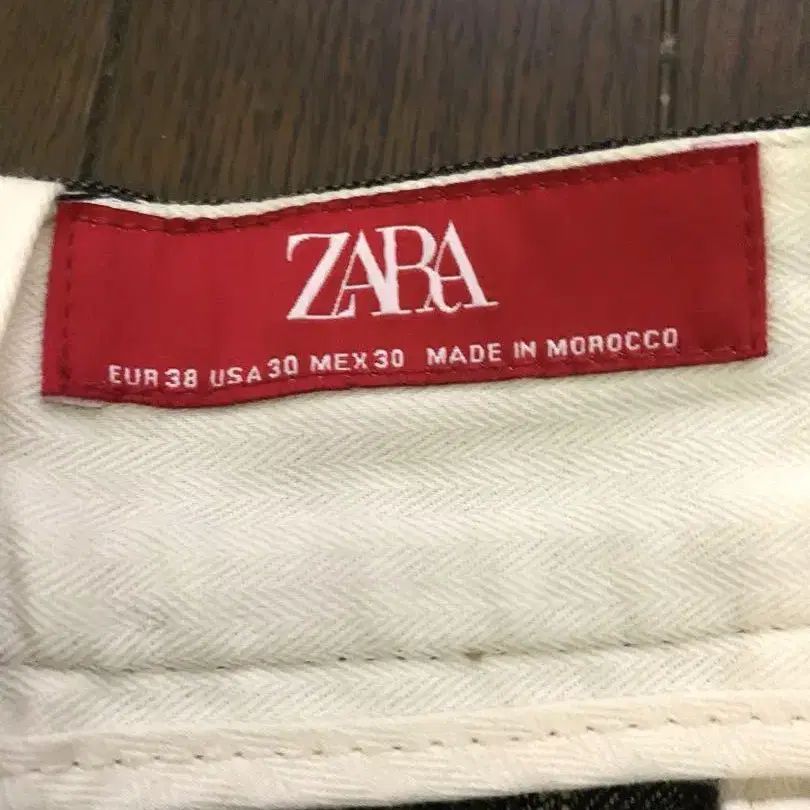 ZARA
EUR 38 USA 30 MEX 30 MADE IN MOROCCO